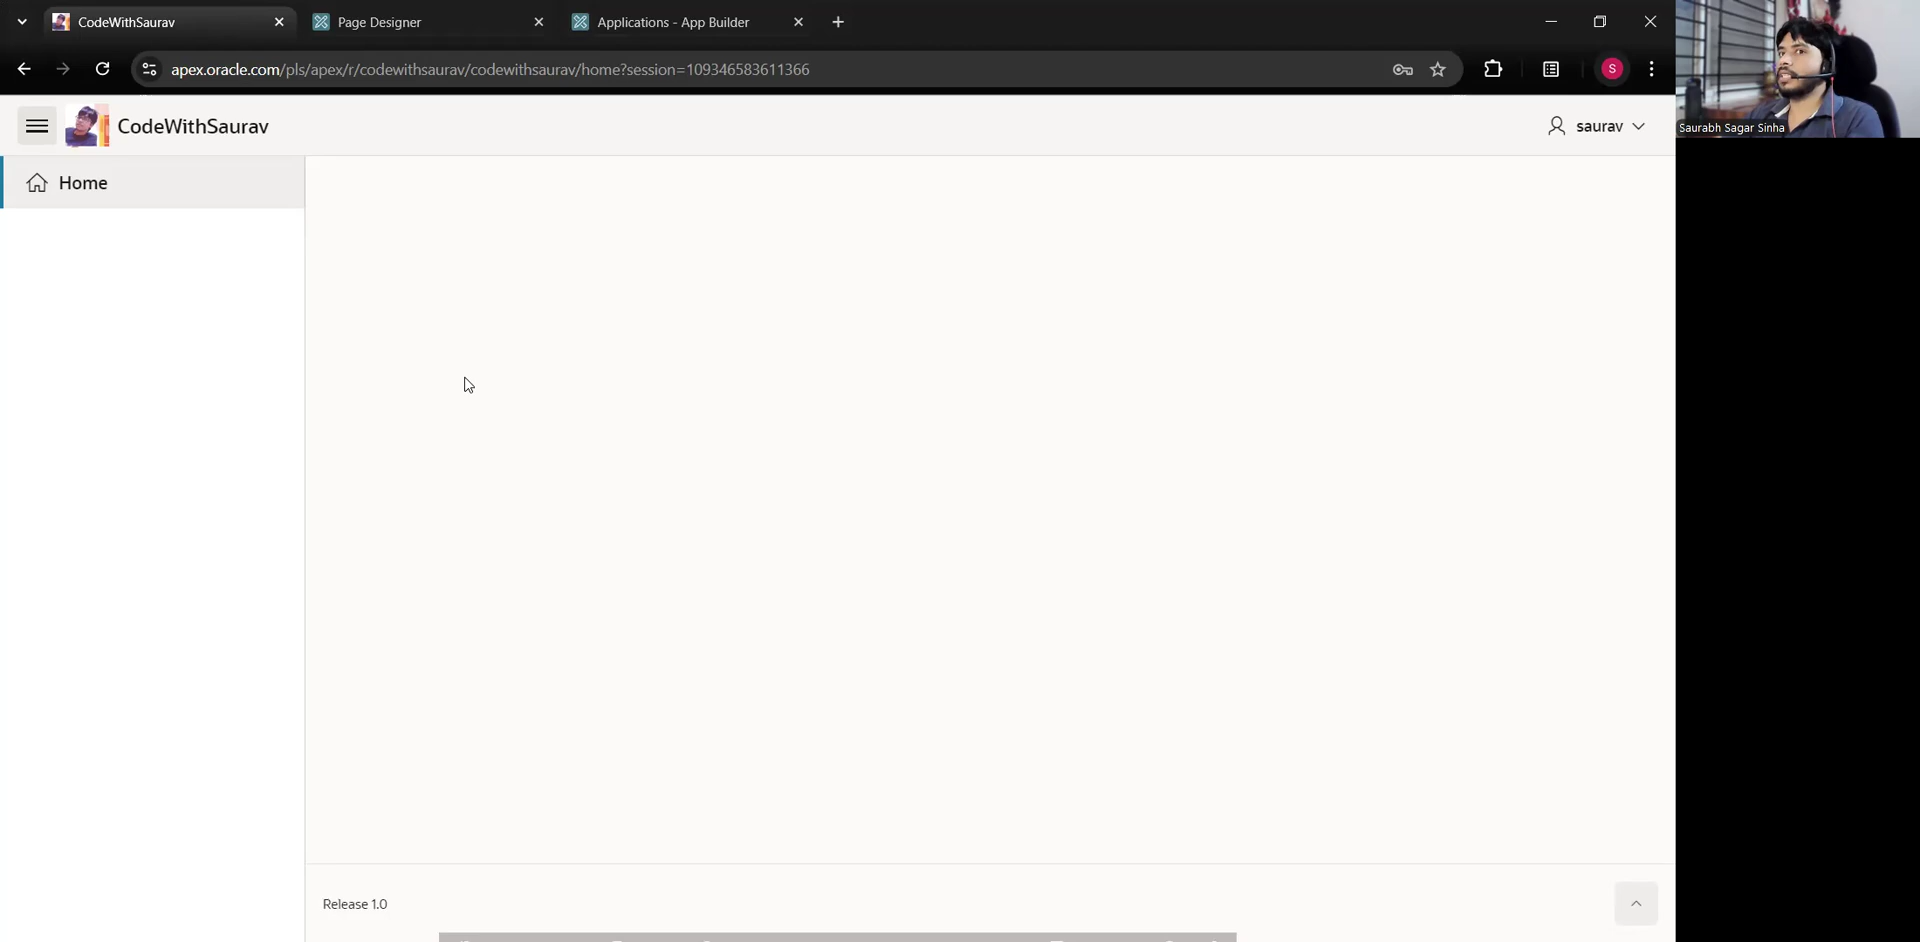 CodeWithSaurav
Page Designer
Applications - App Builder
apex.oracle.com/pls/apex/r/codewithsaurav/codewithsaurav/home?session=109346583611366
S
CodeWithSaurav
saurav
Saurabh Sagar Sinha
Home
Release 1.0